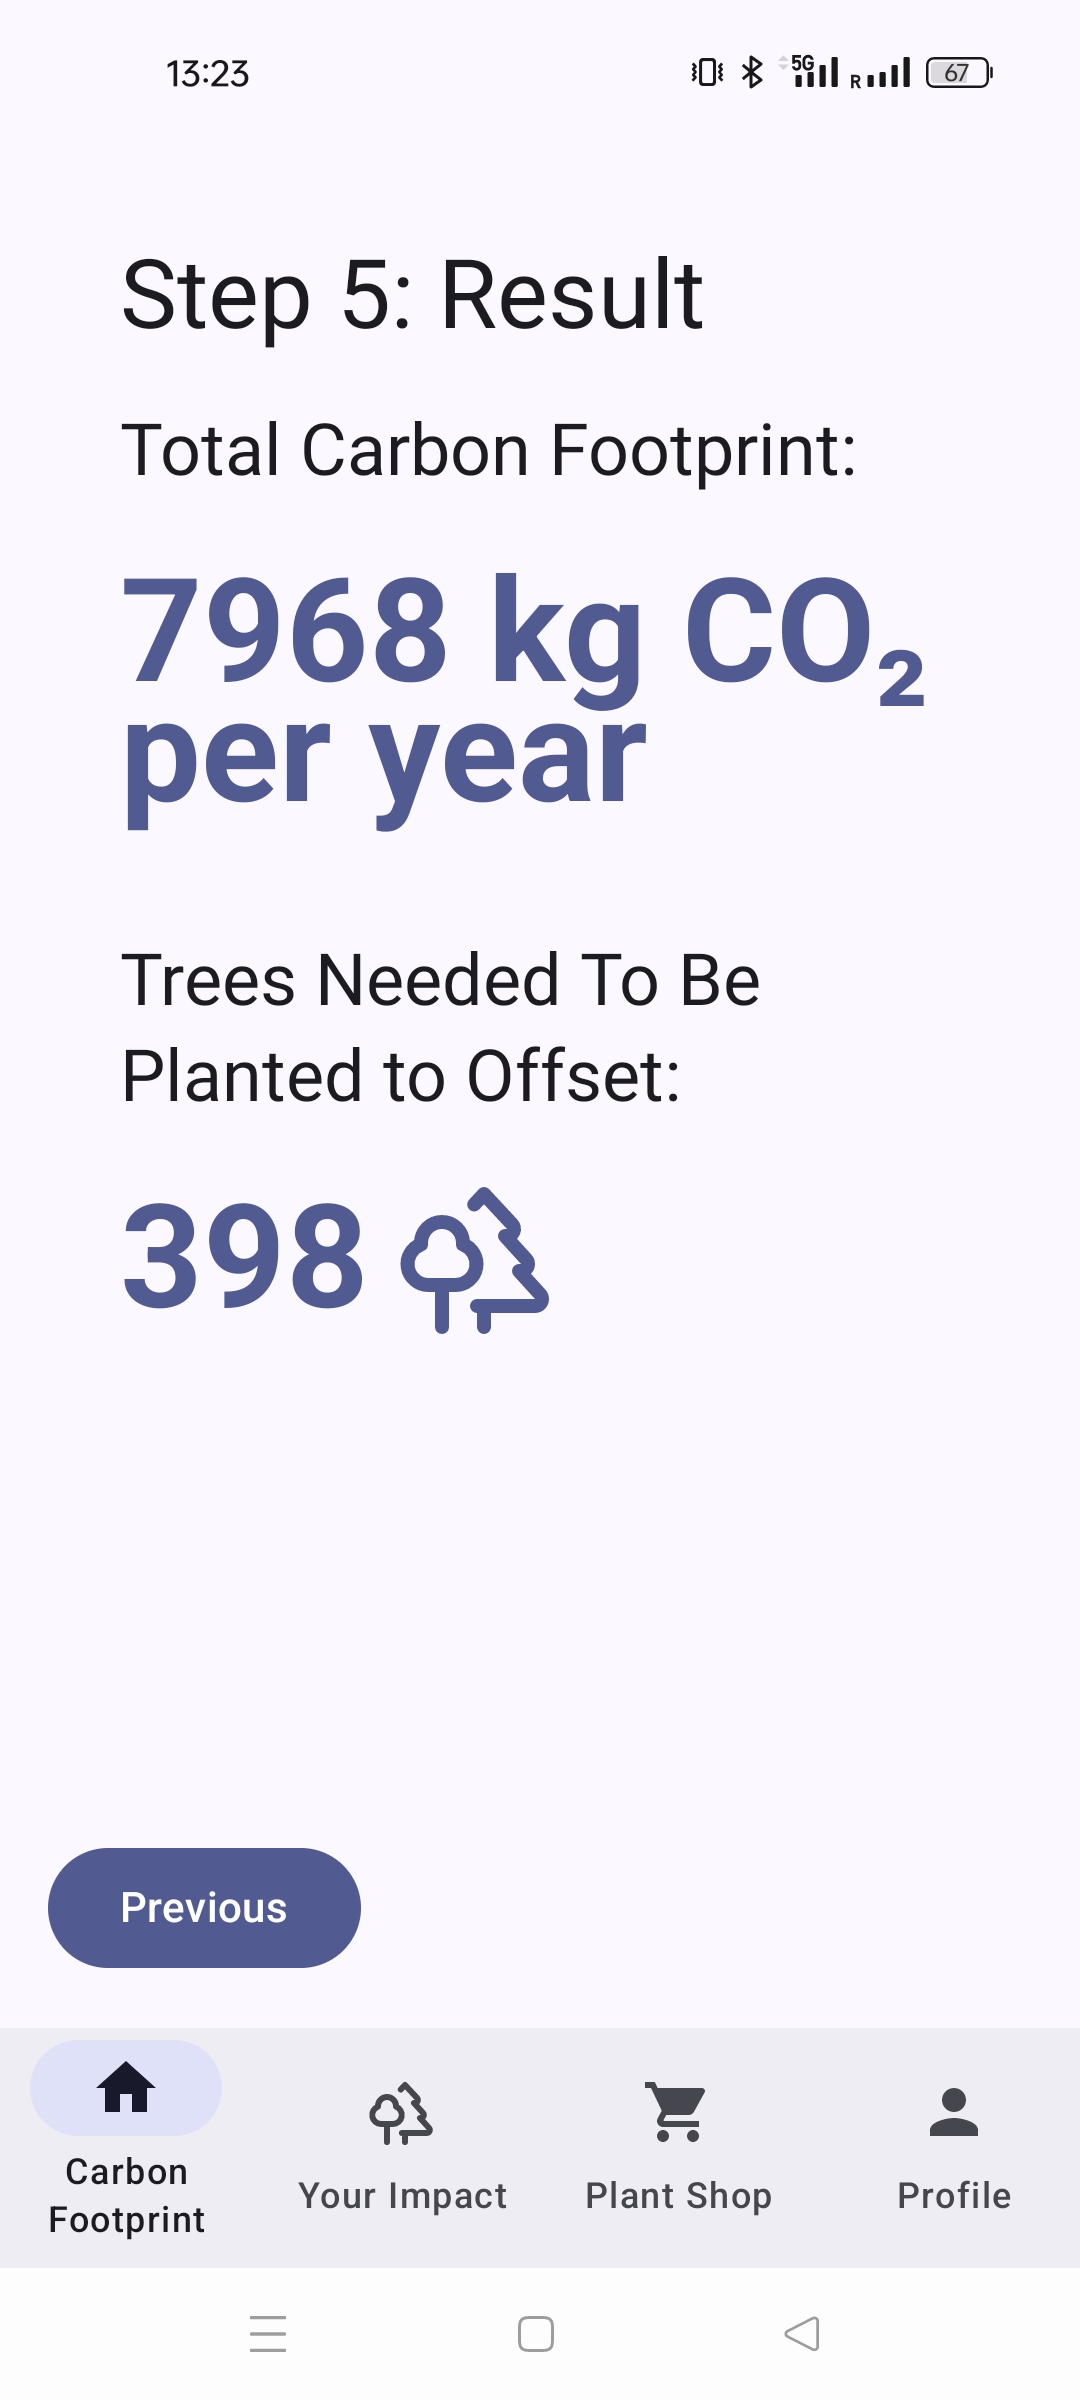 13:23
5G
R
67
Step 5: Result
Total Carbon Footprint:
7968 kg CO₂
per year
Trees Needed To Be
Planted to Offset:
398
Previous
Carbon
Footprint
Your Impact
Plant Shop
Profile